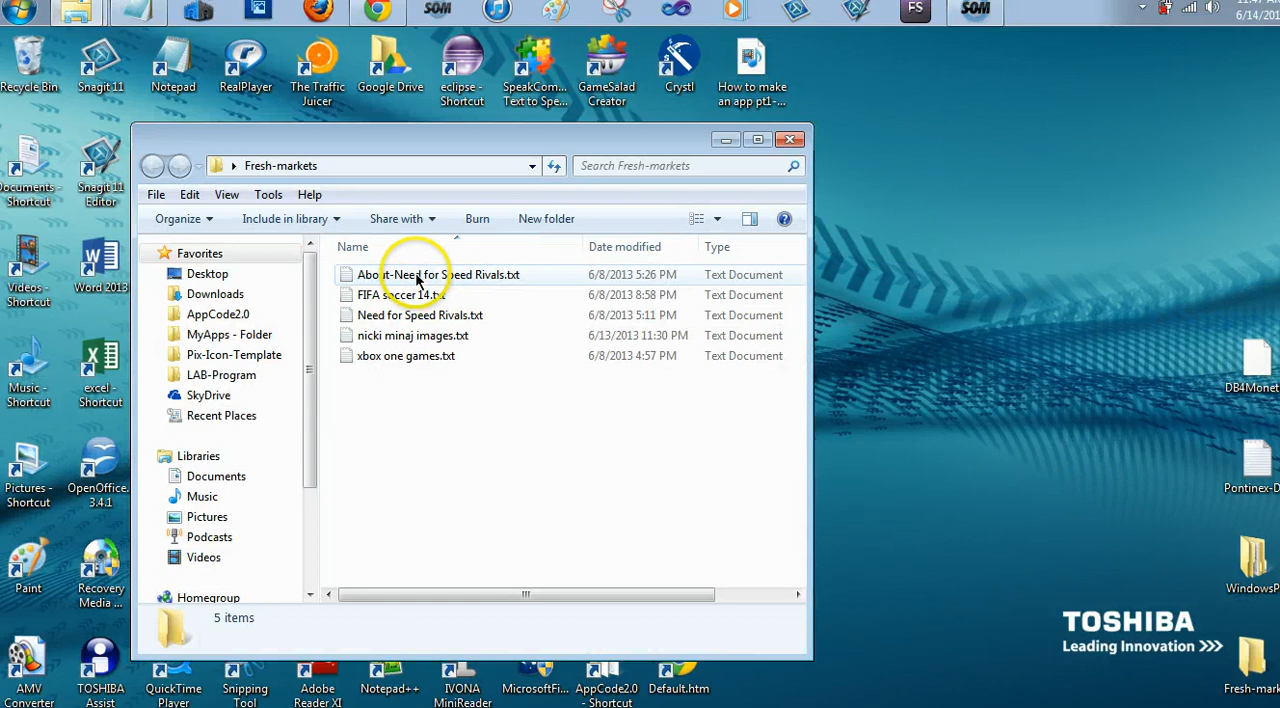 SOM
FS
SOM
6/14/2013
Recycle Bin
Snagit 11
Notepad
RealPlayer
The Traffic
Juicer
Google Drive
eclipse -
Shortcut
SpeakCom...
Text to Spe...
GameSalad
Creator
Crystl
How to make
an app pt1-...
Documents -
Shortcut
Snagit 11
Editor
Videos -
Shortcut
Word 2013
Music -
Shortcut
excel -
Shortcut
Pictures -
Shortcut
OpenOffice.
3.4.1
Paint
Recovery
Media ...
AMV
Converter
TOSHIBA
Assist
QuickTime
Player
Snipping
Tool
Adobe
Reader XI
Notepad++
IVONA
MiniReader
MicrosoftFi...
AppCode2.0
- Shortcut
Default.htm
Fresh-markets
Search Fresh-markets
File Edit View Tools Help
Organize Include in library Share with Burn New folder
Name Date modified Type
About-Need for Speed Rivals.txt 6/8/2013 5:26 PM Text Document
FIFA soccer 14.txt 6/8/2013 8:58 PM Text Document
Need for Speed Rivals.txt 6/8/2013 5:11 PM Text Document
nicki minaj images.txt 6/13/2013 11:30 PM Text Document
xbox one games.txt 6/8/2013 4:57 PM Text Document
Favorites
Desktop
Downloads
AppCode2.0
MyApps - Folder
Pix-Icon-Template
LAB-Program
SkyDrive
Recent Places
Libraries
Documents
Music
Pictures
Podcasts
Videos
Homegroup
5 items
DB4Monet
Pontinex-D
WindowsP
Fresh-mark
TOSHIBA
Leading Innovation >>>